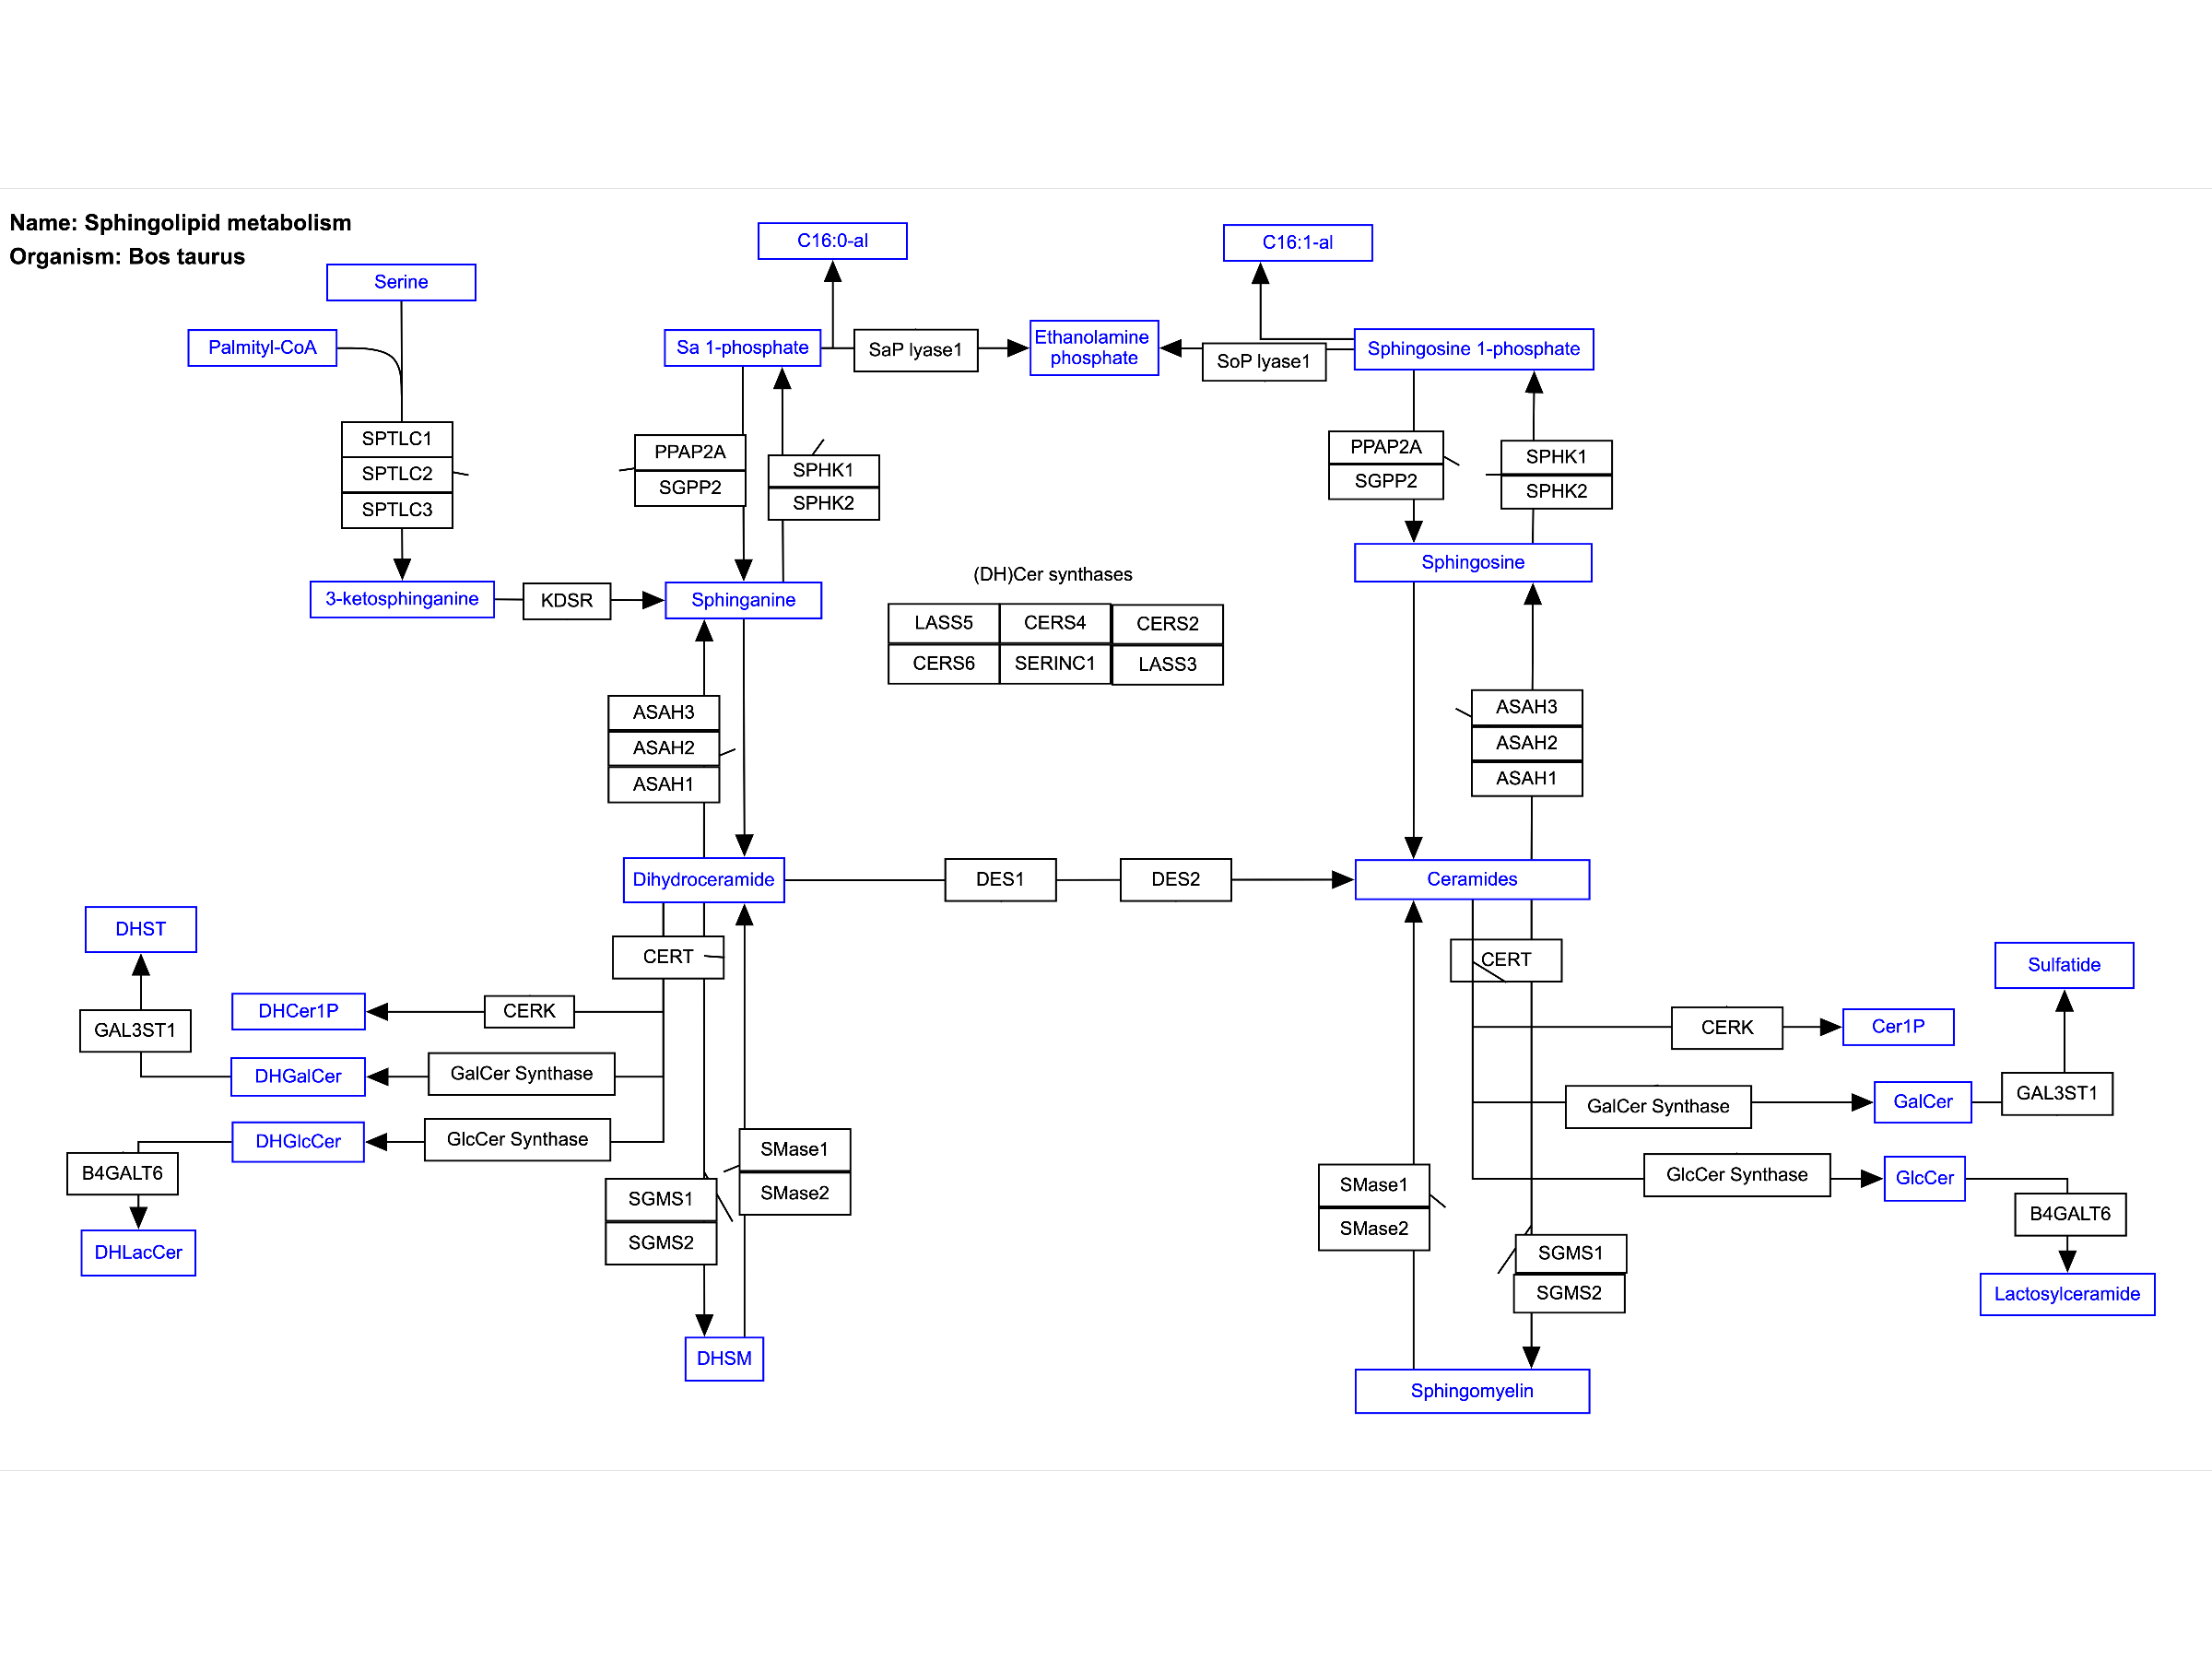 Name: Sphingolipid metabolism
Organism: Bos taurus
C16:0-al
C16:1-al
Serine
Palmityl-CoA
Sa 1-phosphate
SaP lyase1
Ethanolamine
phosphate
SoP lyase1
Sphingosine 1-phosphate
SPTLC1
SPTLC2
SPTLC3
PPAP2A
SGPP2
SPHK1
SPHK2
PPAP2A
SGPP2
SPHK1
SPHK2
3-ketosphinganine
KDSR
Sphinganine
(DH)Cer synthases
Sphingosine
LASS5
CERS4
CERS2
CERS6
SERINC1
LASS3
ASAH3
ASAH2
ASAH1
ASAH3
ASAH2
ASAH1
Dihydroceramide
DES1
DES2
Ceramides
DHST
CERT
CERT
Sulfatide
DHCer1P
CERK
GAL3ST1
CERK
Cer1P
DHGalCer
GalCer Synthase
GalCer Synthase
GalCer
GAL3ST1
DHGlcCer
GlcCer Synthase
B4GALT6
SMase1
SMase2
SMase1
SMase2
GlcCer Synthase
GlcCer
SGMS1
SGMS2
B4GALT6
DHLacCer
SGMS1
SGMS2
Lactosylceramide
DHSM
Sphingomyelin